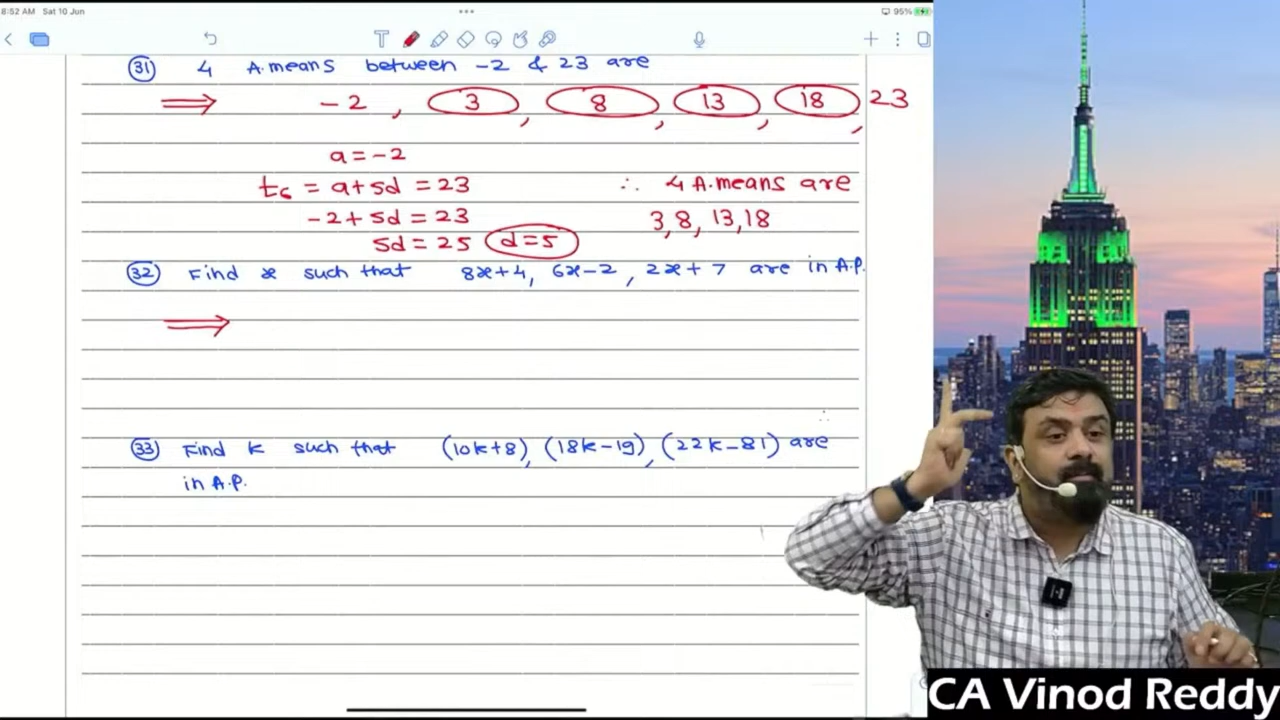 8:52 AM Sat 10 Jun
95%
31 4 A.means between -2 & 23 are
⇒ -2, 3, 8, 13, 18, 23
a = -2
t6 = a+5d = 23 ∴ 4 A.means are
-2+5d = 23 3,8,13,18
5d = 25 d=5
32 Find x such that 8x+4, 6x-2, 2x+7 are in A.P.
⇒
33 Find k such that (10k+8), (18k-19), (22k-81) are
in A.P.
CA Vinod Reddy